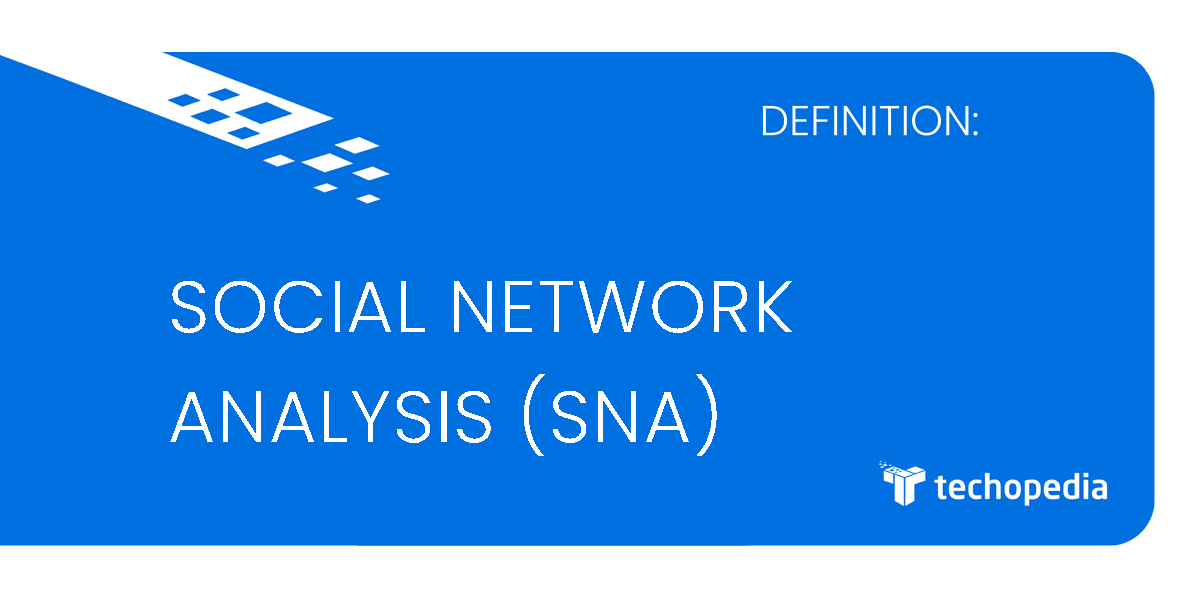 DEFINITION:
SOCIAL NETWORK
ANALYSIS (SNA)
techopedia